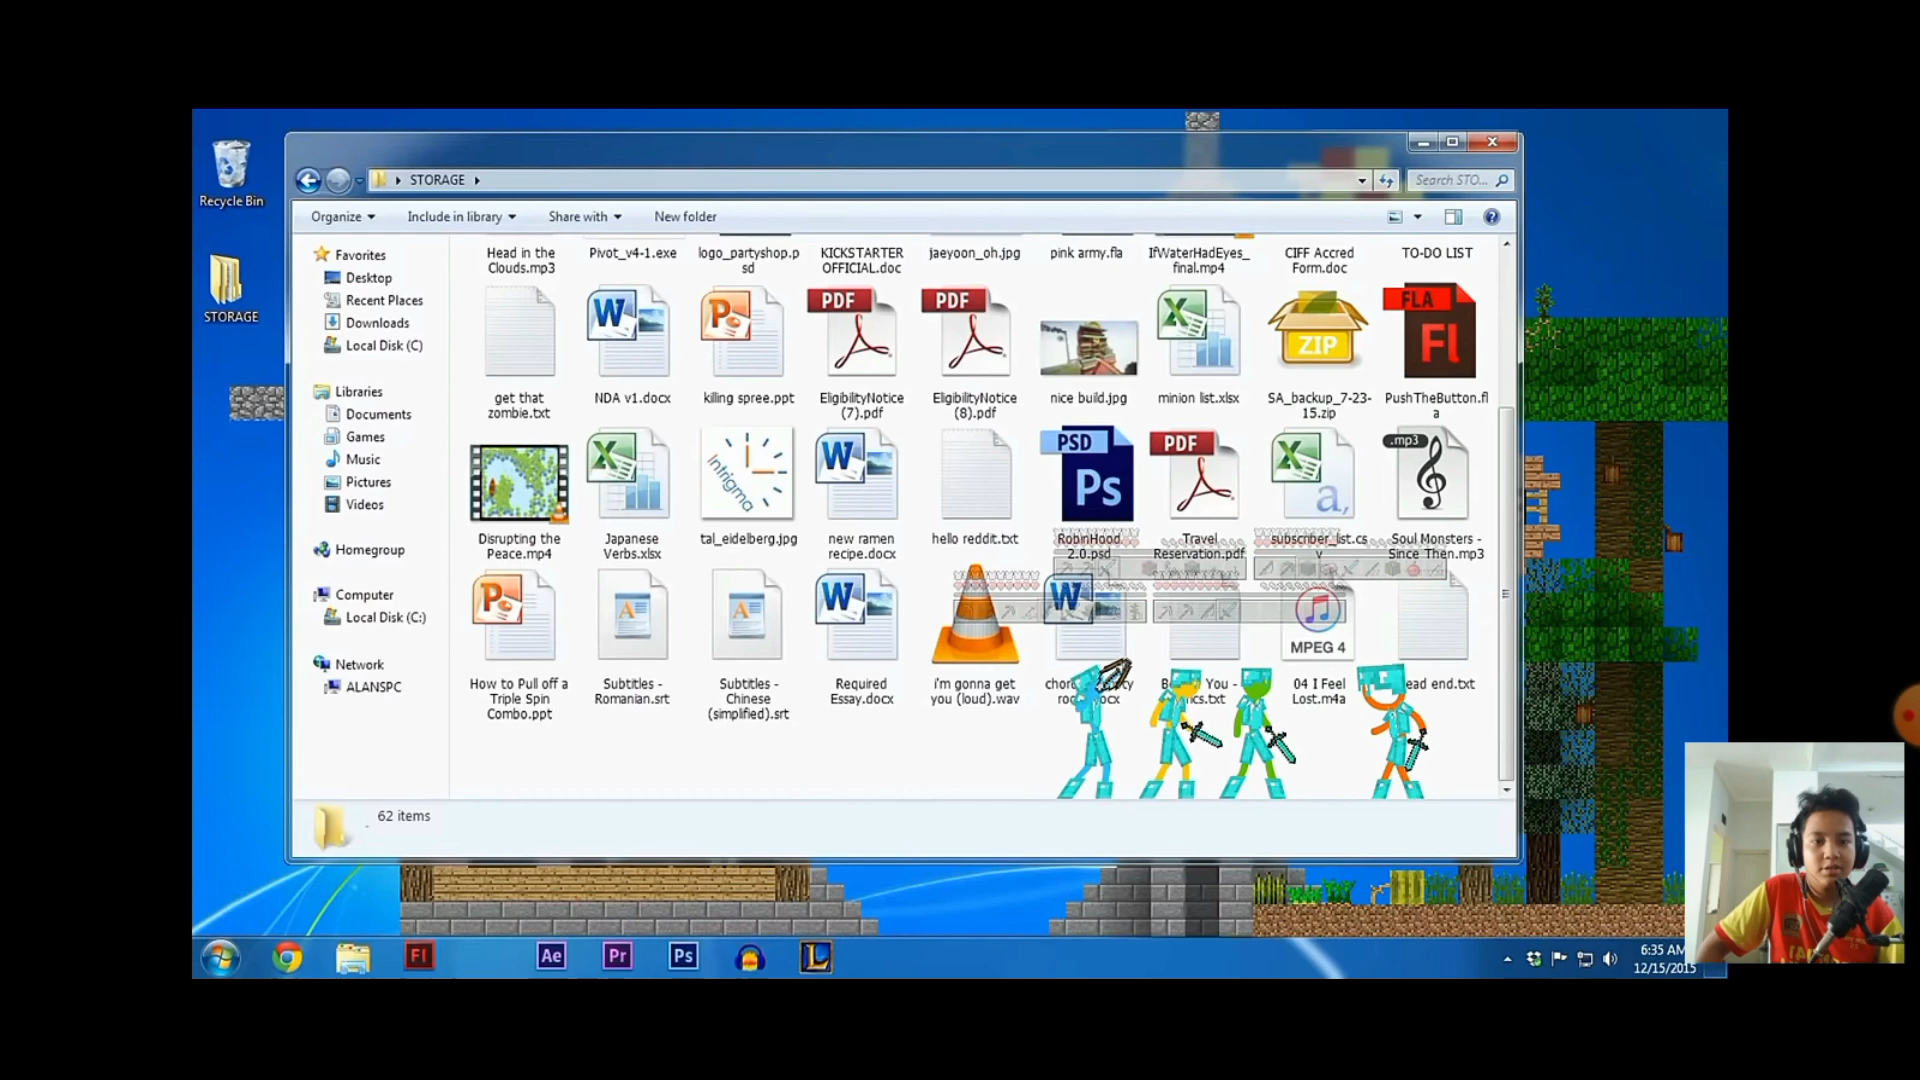 Recycle Bin
STORAGE
STORAGE
Search STO...
Organize
Include in library
Share with
New folder
Favorites
Desktop
Recent Places
Downloads
Local Disk (C)
Libraries
Documents
Games
Music
Pictures
Videos
Homegroup
Computer
Local Disk (C:)
Network
ALANSPC
Head in the
Clouds.mp3
Pivot_v4-1.exe
logo_partyshop.p
sd
KICKSTARTER
OFFICIAL.doc
jaeyoon_oh.jpg
pink army.fla
IfWaterHadEyes_
final.mp4
CIFF Accred
Form.doc
TO-DO LIST
W
P
PDF
PDF
X
ZIP
FLA
Fl
get that
zombie.txt
NDA v1.docx
killing spree.ppt
EligibilityNotice
(7).pdf
EligibilityNotice
(8).pdf
nice build.jpg
minion list.xlsx
SA_backup_7-23-
15.zip
PushTheButton.fl
a
X
Intrigma
W
PSD
Ps
PDF
X
a,
.mp3
Disrupting the
Peace.mp4
Japanese
Verbs.xlsx
tal_eidelberg.jpg
new ramen
recipe.docx
hello reddit.txt
RobinHood
2.0.psd
Travel
Reservation.pdf
subscriber_list.cs
v
Soul Monsters -
Since Then.mp3
P
A
A
W
W
MPEG 4
How to Pull off a
Triple Spin
Combo.ppt
Subtitles -
Romanian.srt
Subtitles -
Chinese
(simplified).srt
Required
Essay.docx
i'm gonna get
you (loud).wav
You -
04 I Feel
Lost.m4a
end.txt
62 items
Fl
Ae
Pr
Ps
L
6:35 AM
12/15/2015